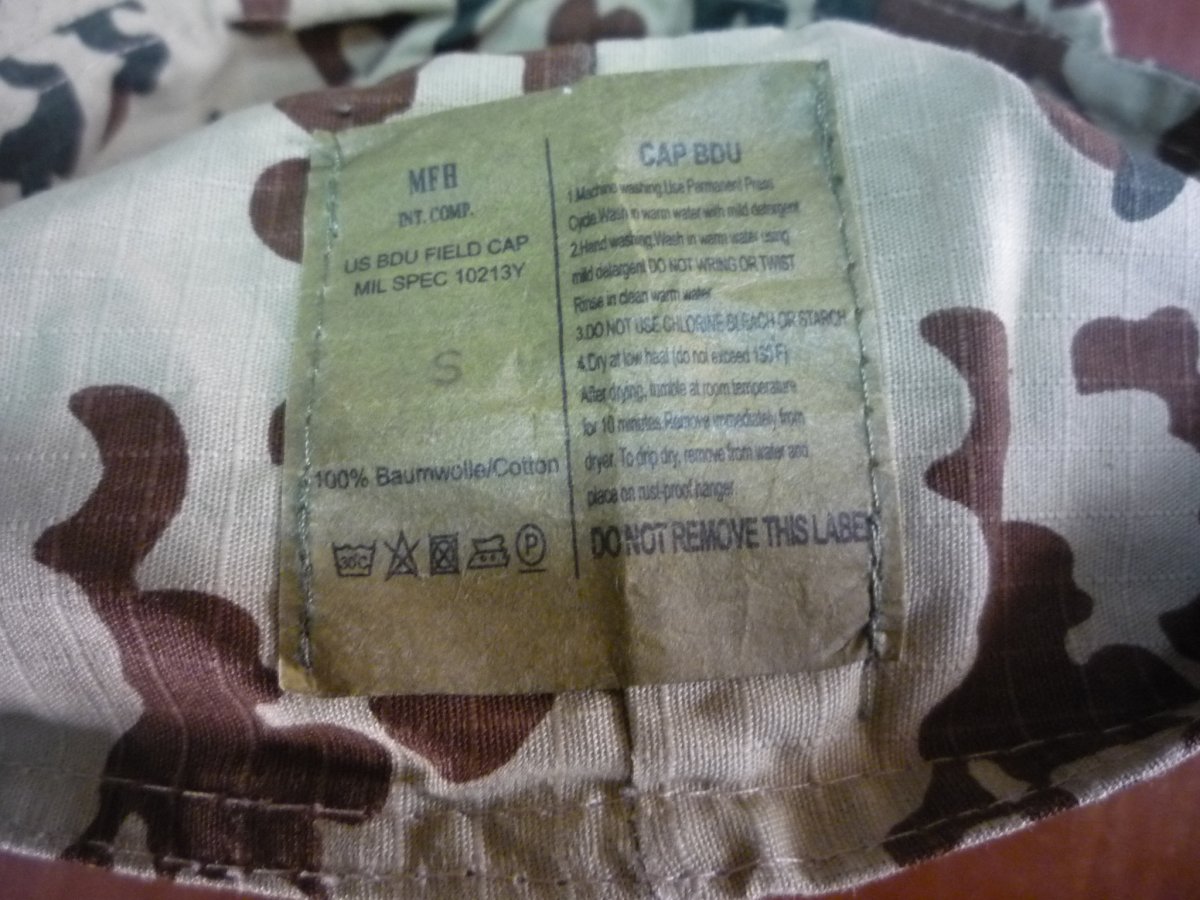 MFH
INT. COMP.
US BDU FIELD CAP
MIL SPEC 10213Y
S
100% Baumwolle/Cotton
30C
P
CAP BDU
1.Machine washing.Use Permanent Press
Cycle.Wash in warm water with mild detergent
2.Hand washing.Wash in warm water using
mild detergent DO NOT WRING OR TWIST
Rinse in clean warm water
3.DO NOT USE CHLORINE BLEACH OR STARCH
4.Dry at low heat (do not exceed 130 F)
After drying, tumble at room temperature
for 10 minutes.Remove immediately from
dryer. To drip dry, remove from water and
place on rust-proof hanger
DO NOT REMOVE THIS LABEL